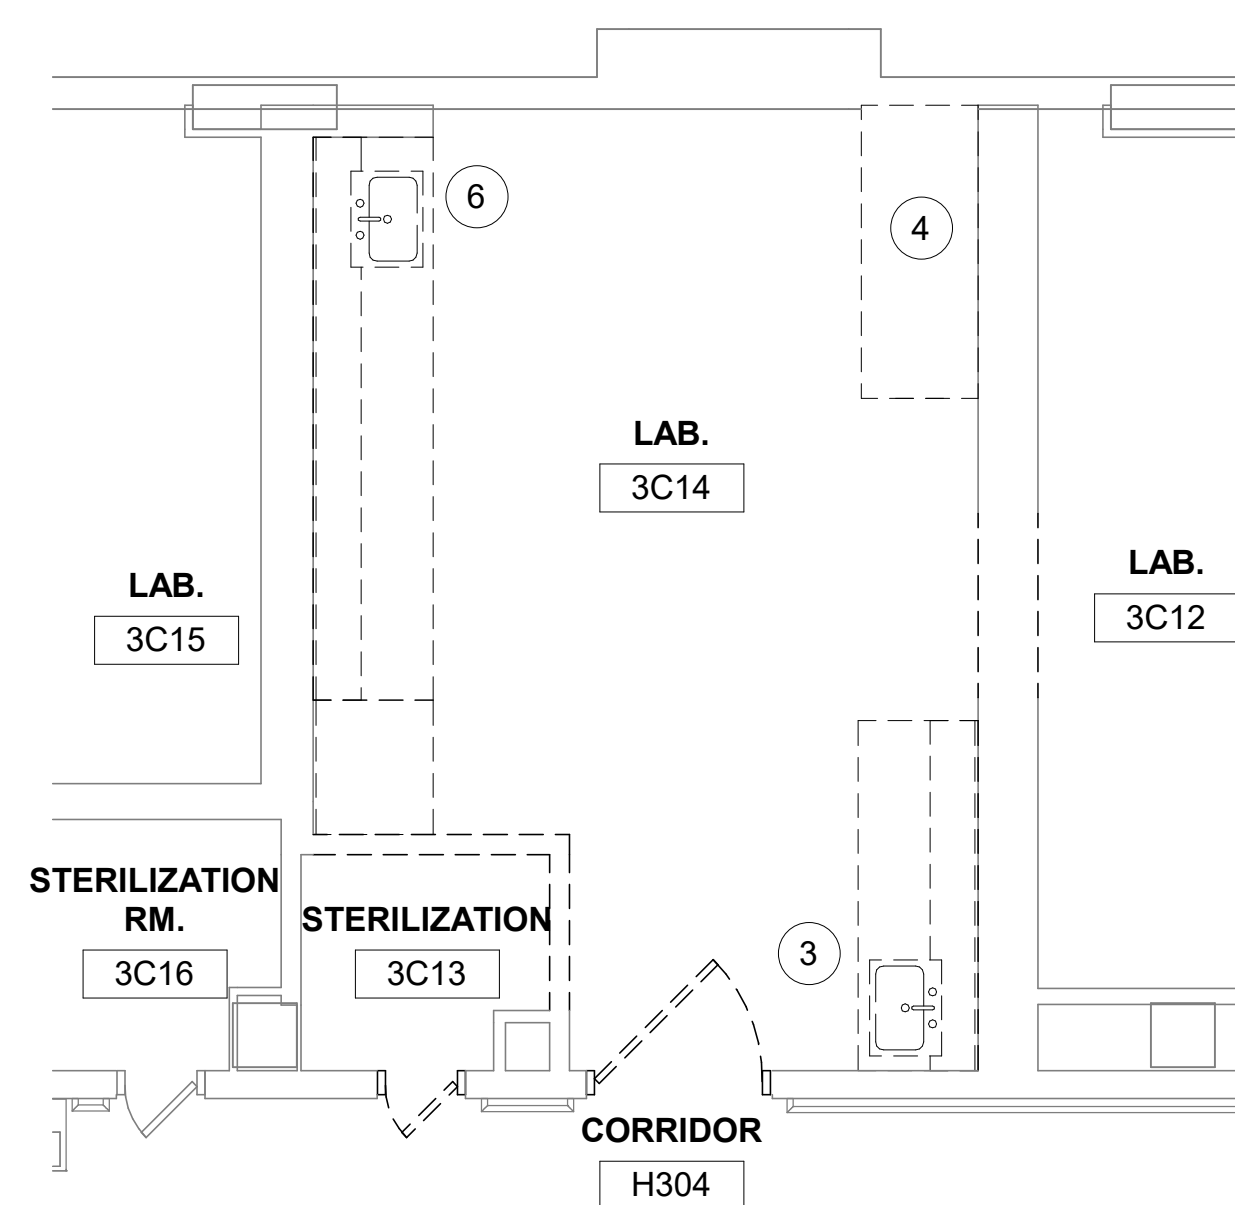 6
4
LAB.
3C14
LAB.
3C12
LAB.
3C15
STERILIZATION
RM.
3C16
STERILIZATION
3C13
3
CORRIDOR
H304